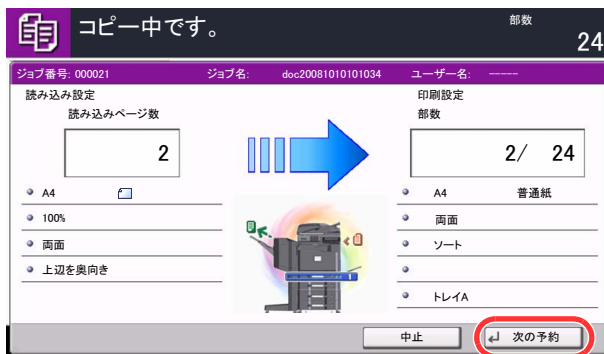 コピー中です。
部数
24
ジョブ番号: 000021 ジョブ名: doc20081010101034 ユーザー名: -----
読み込み設定
読み込みページ数
2
A4
100%
両面
上辺を奥向き
印刷設定
部数
2/ 24
A4 普通紙
両面
ソート
トレイA
中止
次の予約